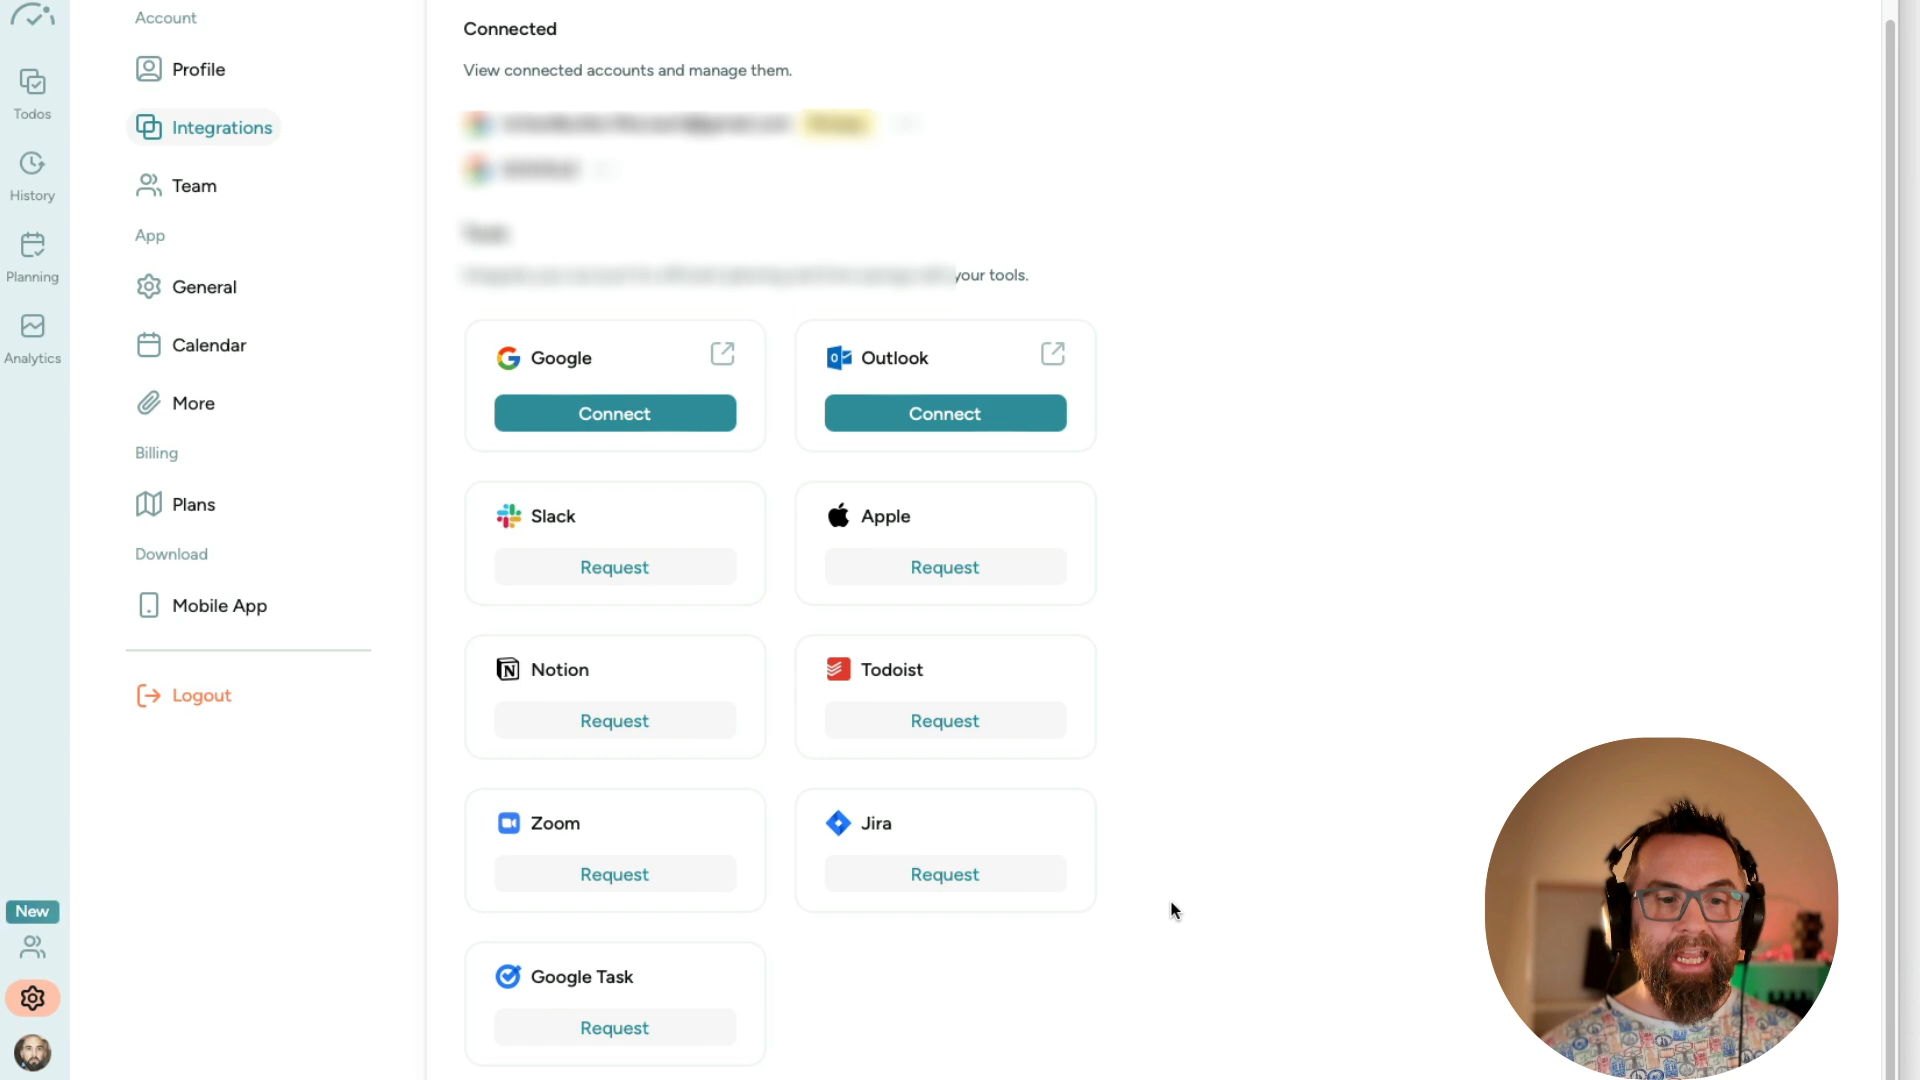 Todos
History
Planning
Analytics
New
Account
Profile
Integrations
Team
App
General
Calendar
More
Billing
Plans
Download
Mobile App
Logout
Connected
View connected accounts and manage them.
your tools.
Google
Connect
Outlook
Connect
Slack
Request
Apple
Request
Notion
Request
Todoist
Request
Zoom
Request
Jira
Request
Google Task
Request